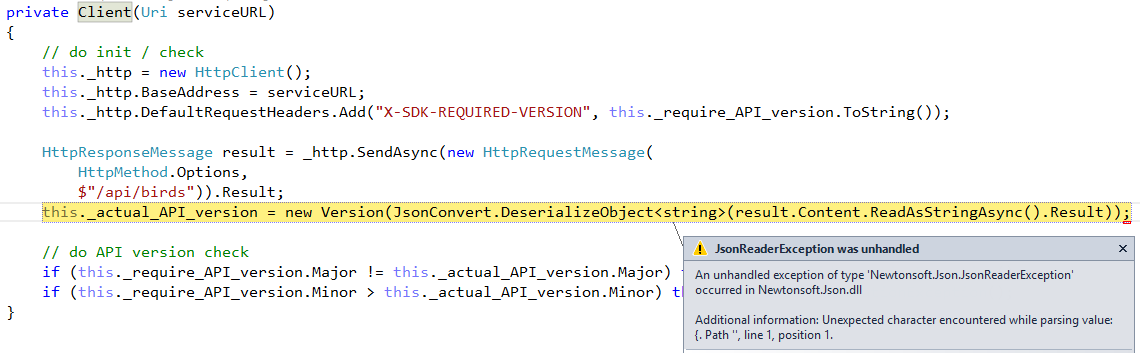 private Client(Uri serviceURL)
{
// do init / check
this._http = new HttpClient();
this._http.BaseAddress = serviceURL;
this._http.DefaultRequestHeaders.Add("X-SDK-REQUIRED-VERSION", this._require_API_version.ToString());
HttpResponseMessage result = _http.SendAsync(new HttpRequestMessage(
HttpMethod.Options,
$"/api/birds")).Result;
this._actual_API_version = new Version(JsonConvert.DeserializeObject<string>(result.Content.ReadAsStringAsync().Result));
// do API version check
if (this._require_API_version.Major != this._actual_API_version.Major)
if (this._require_API_version.Minor > this._actual_API_version.Minor) th
}
JsonReaderException was unhandled
An unhandled exception of type 'Newtonsoft.Json.JsonReaderException'
occurred in Newtonsoft.Json.dll
Additional information: Unexpected character encountered while parsing value:
{. Path '', line 1, position 1.